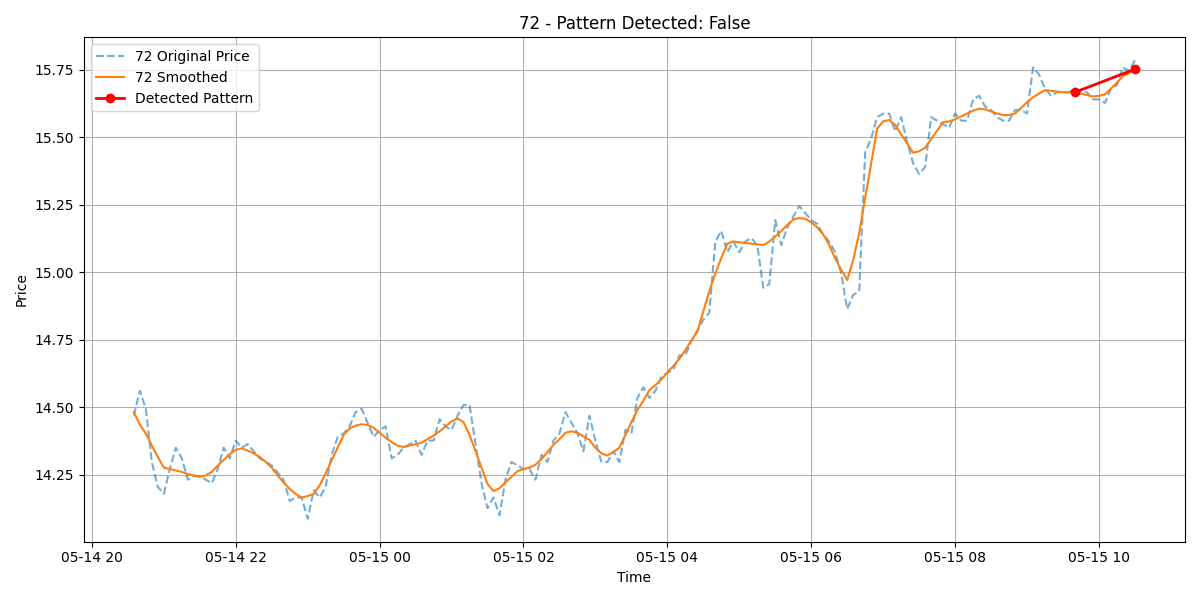 72 - Pattern Detected: False
72 Original Price
72 Smoothed
Detected Pattern
15.75
15.50
15.25
15.00
14.75
14.50
14.25
Price
05-14 20
05-14 22
05-15 00
05-15 02
05-15 04
05-15 06
05-15 08
05-15 10
Time